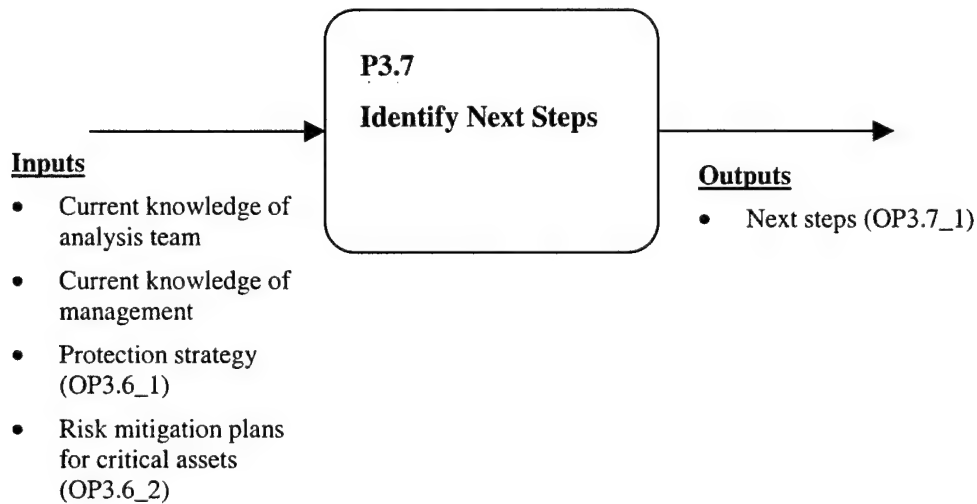 P3.7
Identify Next Steps
Inputs
• Current knowledge of
analysis team
• Current knowledge of
management
• Protection strategy
(OP3.6_1)
• Risk mitigation plans
for critical assets
(OP3.6_2)
Outputs
• Next steps (OP3.7_1)